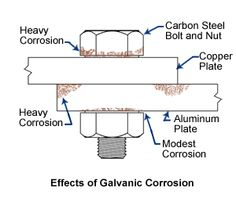 Heavy
Corrosion
Carbon Steel
Bolt and Nut
Copper
Plate
Heavy
Corrosion
Aluminum
Plate
Modest
Corrosion
Effects of Galvanic Corrosion